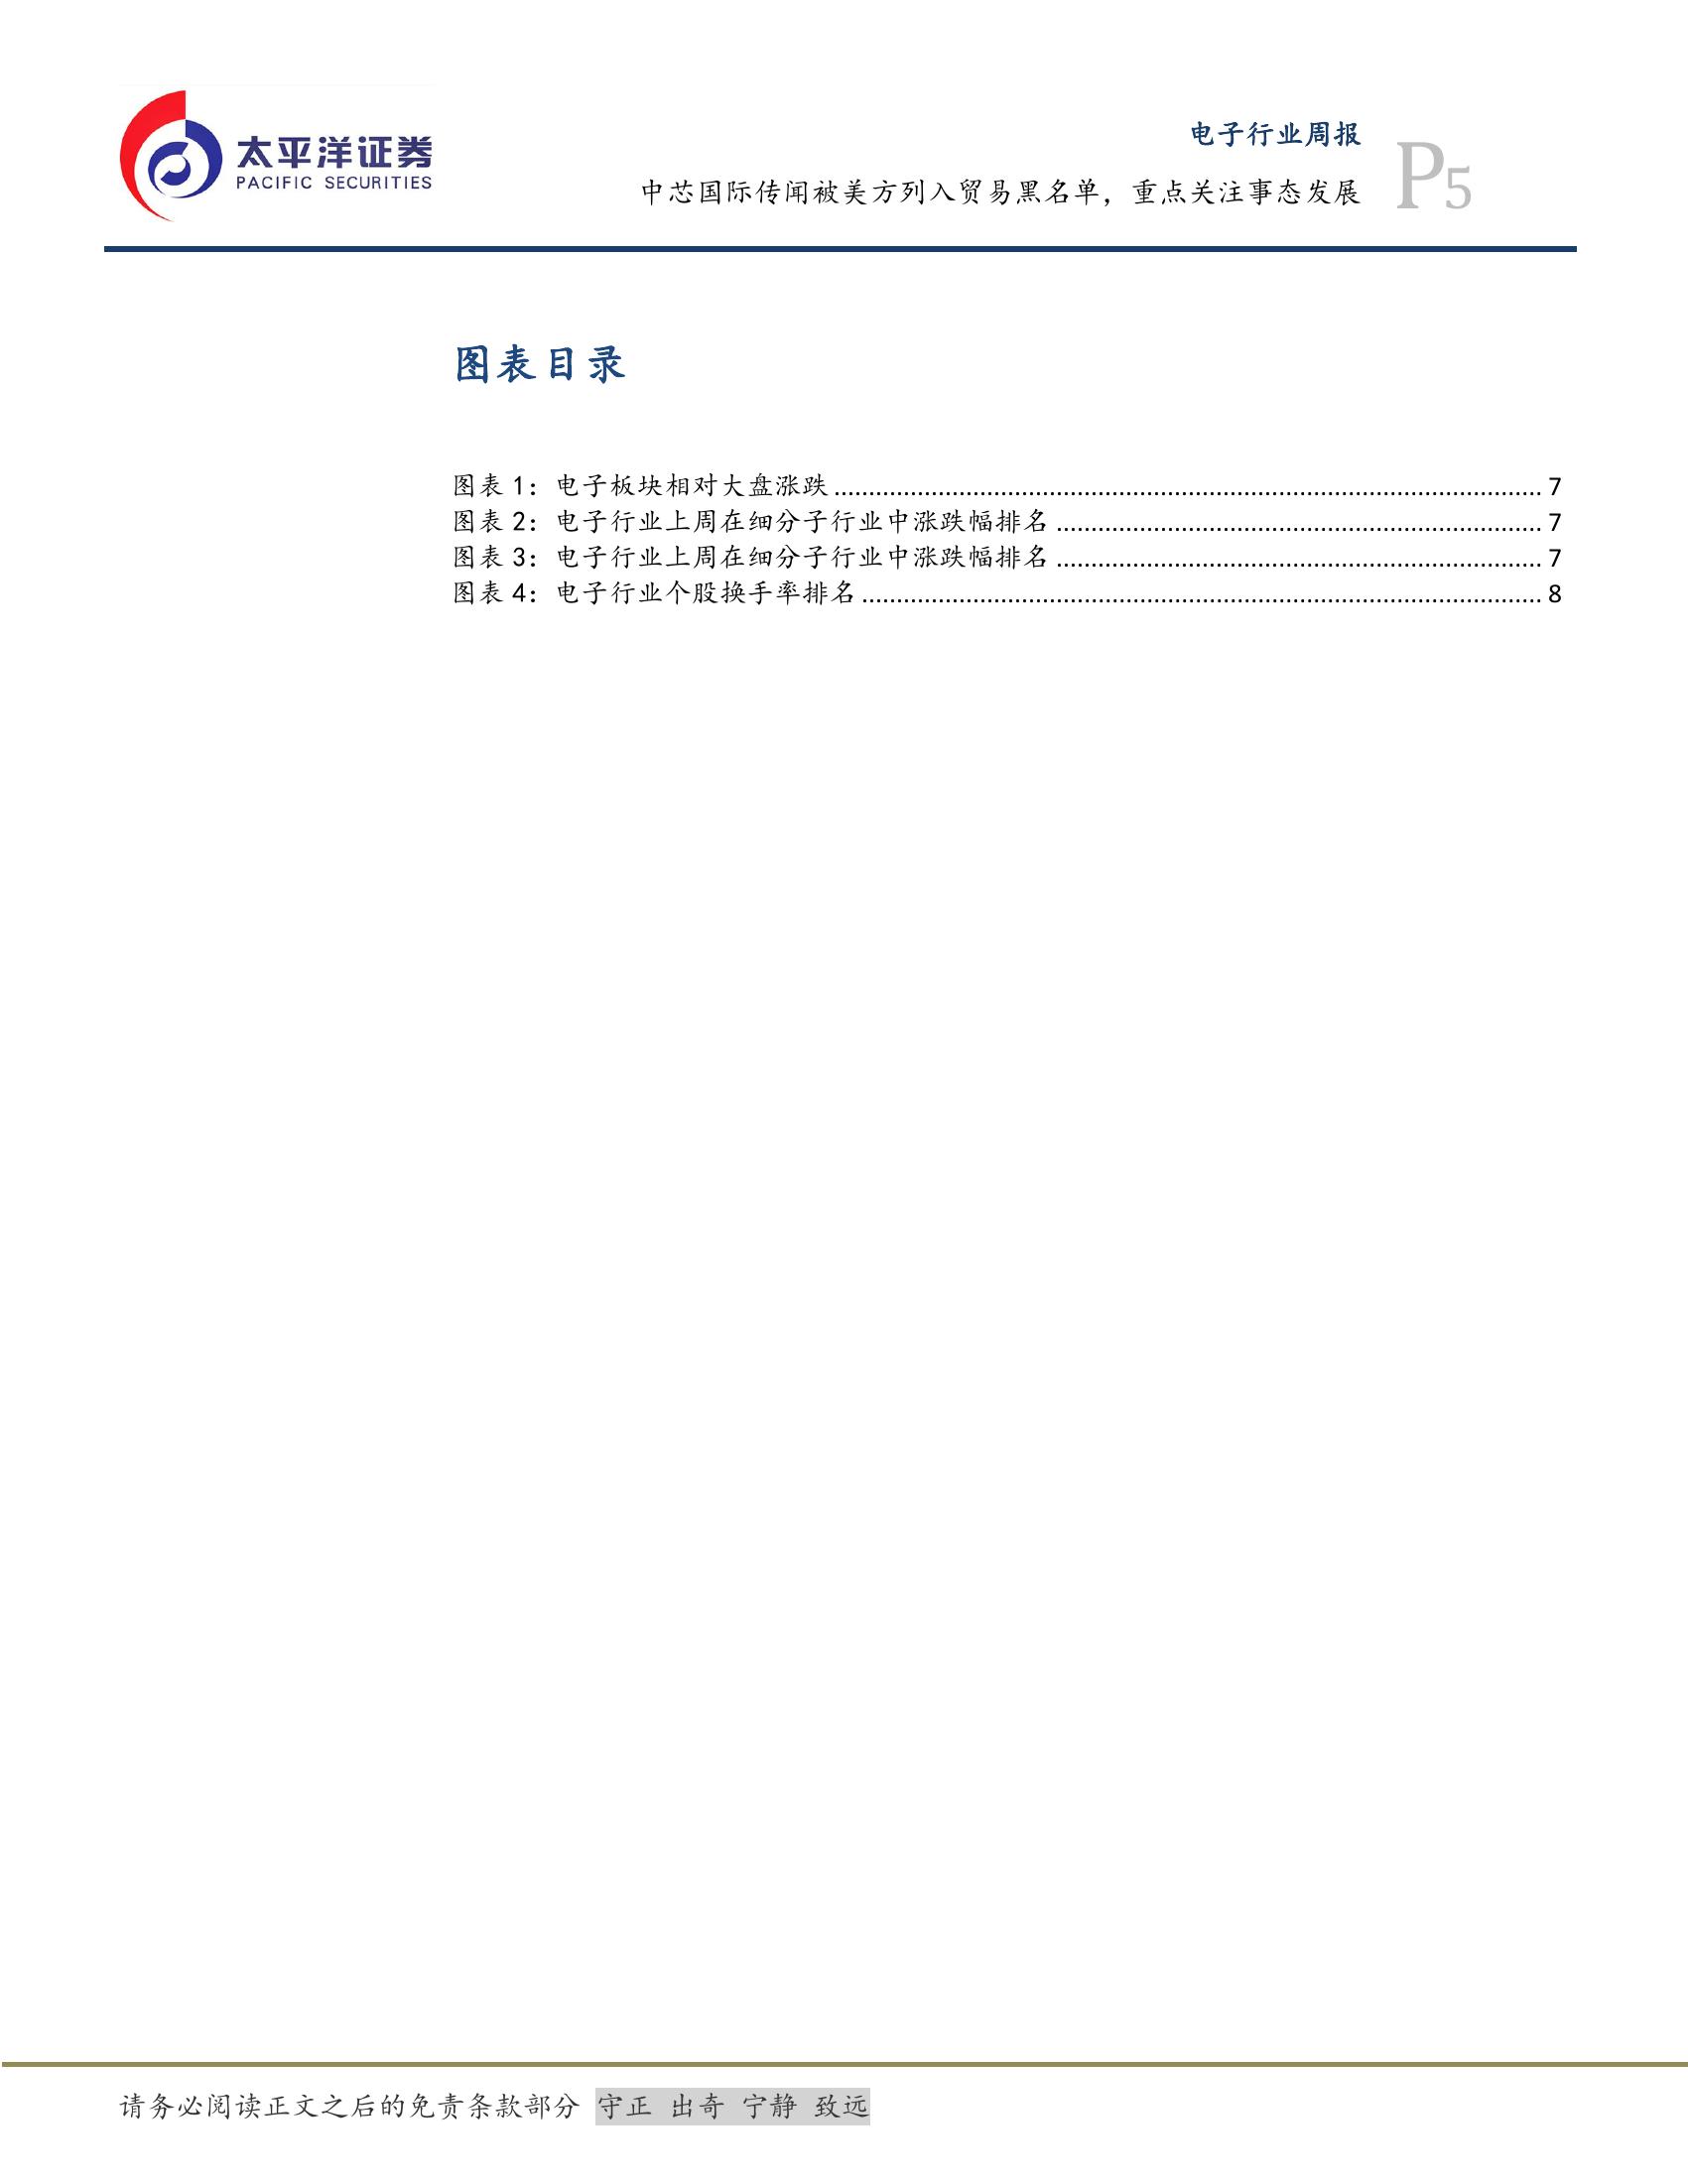 太平洋证券
PACIFIC SECURITIES
电子行业周报
中芯国际传闻被美方列入贸易黑名单，重点关注事态发展
P5
图表目录
图表 1：电子板块相对大盘涨跌........................................ 7
图表 2：电子行业上周在细分子行业中涨跌幅排名........................................ 7
图表 3：电子行业上周在细分子行业中涨跌幅排名........................................ 7
图表 4：电子行业个股换手率排名........................................ 8
请务必阅读正文之后的免责条款部分 守正 出奇 宁静 致远